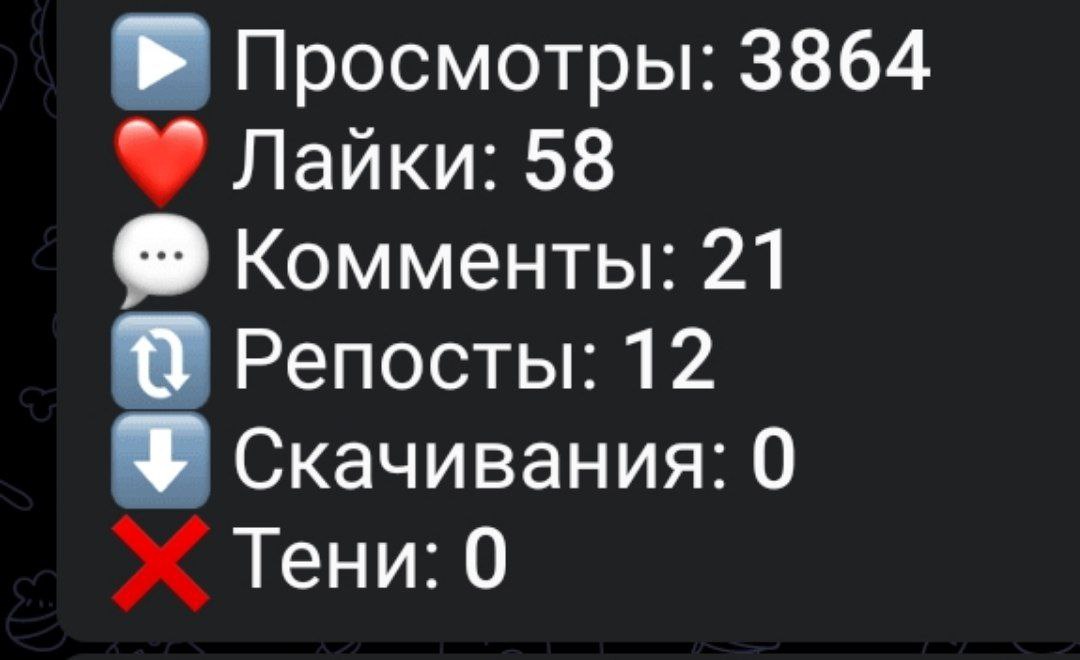 ▶️ Просмотры: 3864
❤️ Лайки: 58
💬 Комменты: 21
🔃 Репосты: 12
⬇️ Скачивания: 0
❌ Тени: 0